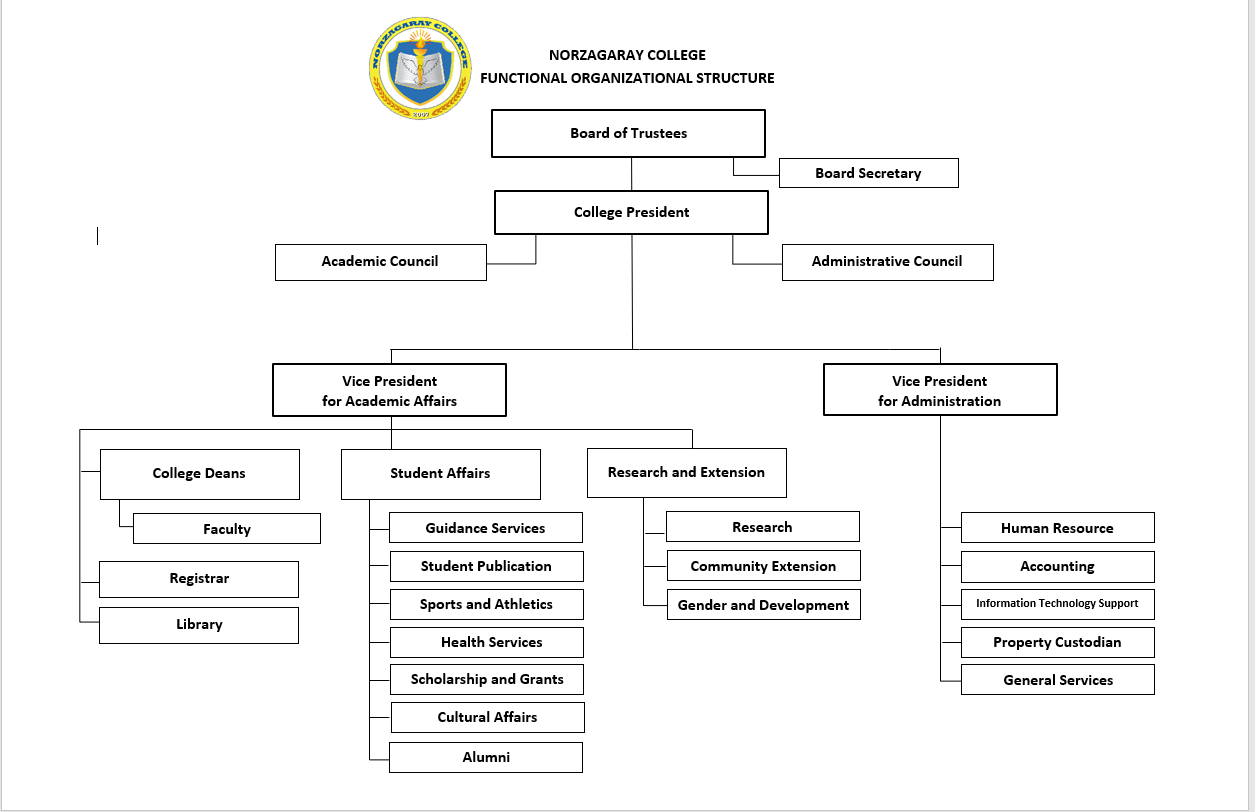 NORZAGARAY COLLEGE
2007
NORZAGARAY COLLEGE
FUNCTIONAL ORGANIZATIONAL STRUCTURE
Board of Trustees
Board Secretary
College President
Academic Council
Administrative Council
Vice President
for Academic Affairs
Vice President
for Administration
College Deans
Faculty
Registrar
Library
Student Affairs
Guidance Services
Student Publication
Sports and Athletics
Health Services
Scholarship and Grants
Cultural Affairs
Alumni
Research and Extension
Research
Community Extension
Gender and Development
Human Resource
Accounting
Information Technology Support
Property Custodian
General Services